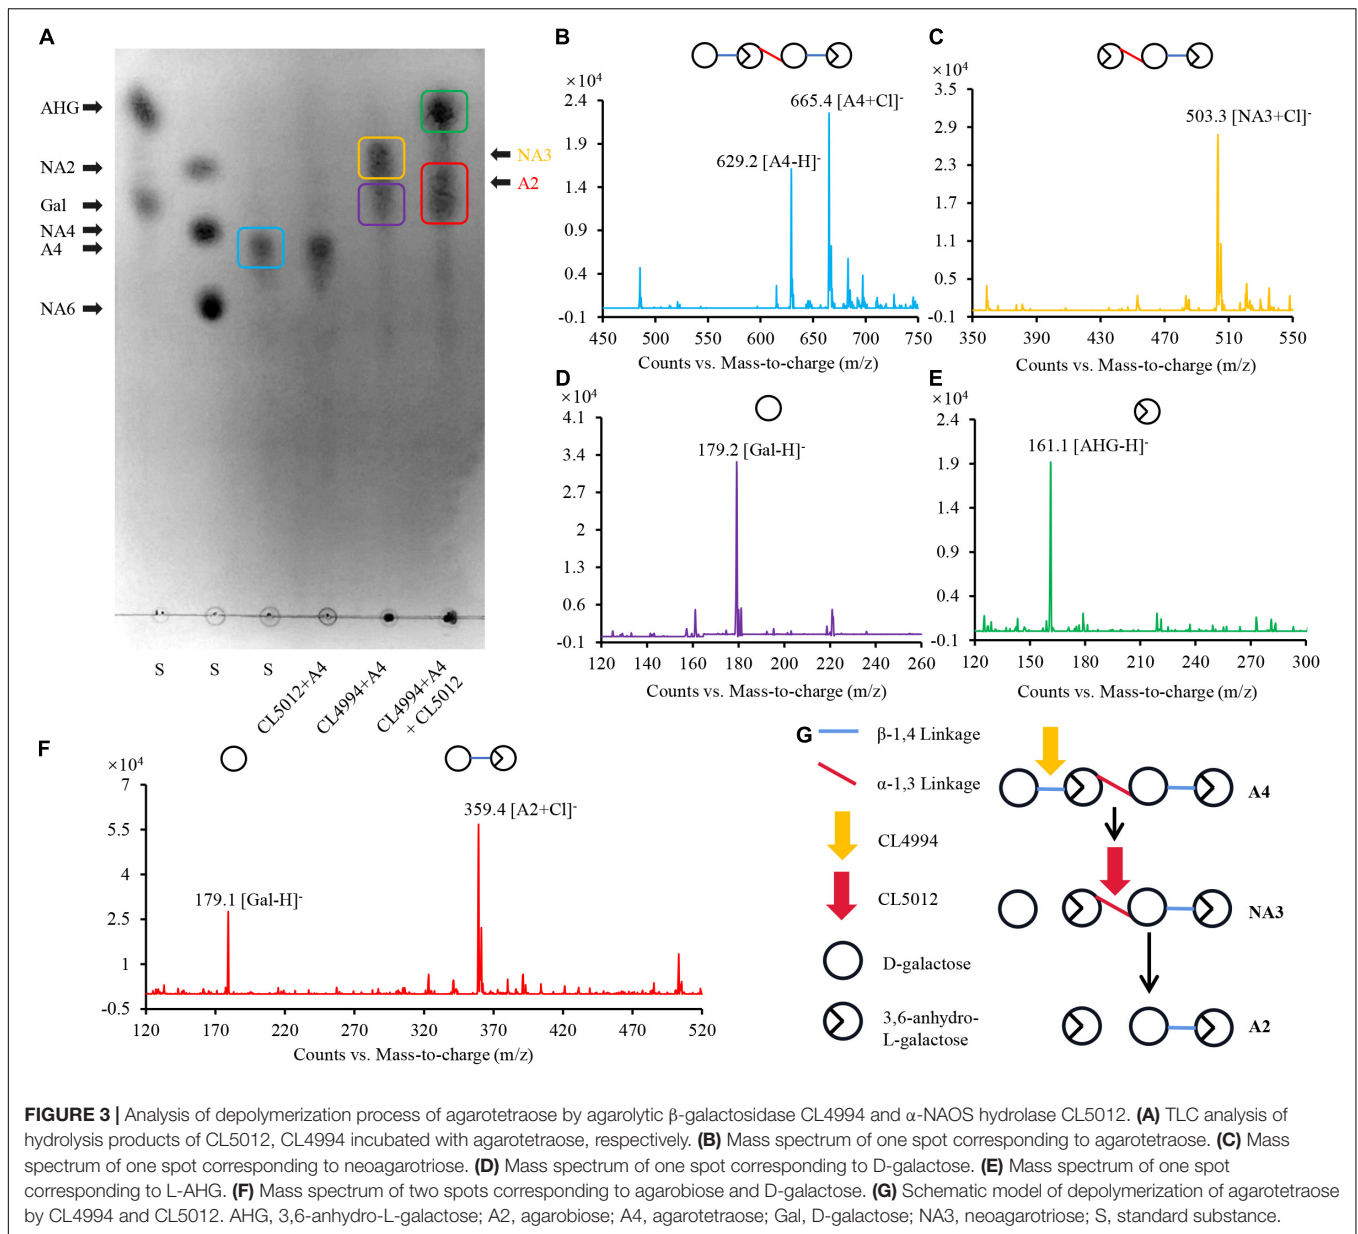 A
AHG
NA2
Gal
NA4
A4
NA6
NA3
A2
S
S
S
CL5012+A4
CL4994+A4
CL4994+A4
+ CL5012
B
×10⁴
2.4
1.9
1.4
0.9
0.4
-0.1
450 500 550 600 650 700 750
Counts vs. Mass-to-charge (m/z)
665.4 [A4+Cl]⁻
629.2 [A4-H]⁻
C
×10⁴
3.5
2.9
2.3
1.7
1.1
0.5
-0.1
350 390 430 470 510 550
Counts vs. Mass-to-charge (m/z)
503.3 [NA3+Cl]⁻
D
×10⁴
4.1
3.4
2.7
2
1.3
0.6
-0.1
120 140 160 180 200 220 240 260
Counts vs. Mass-to-charge (m/z)
179.2 [Gal-H]⁻
E
×10⁴
2.4
1.9
1.4
0.9
0.4
-0.1
120 150 180 210 240 270 300
Counts vs. Mass-to-charge (m/z)
161.1 [AHG-H]⁻
F
×10⁴
7
5.5
4
2.5
1
-0.5
120 170 220 270 320 370 420 470 520
Counts vs. Mass-to-charge (m/z)
179.1 [Gal-H]⁻
359.4 [A2+Cl]⁻
G
β-1,4 Linkage
α-1,3 Linkage
CL4994
CL5012
D-galactose
3,6-anhydro-
L-galactose
A4
NA3
A2
FIGURE 3 | Analysis of depolymerization process of agarotetraose by agarolytic β-galactosidase CL4994 and α-NAOS hydrolase CL5012. (A) TLC analysis of
hydrolysis products of CL5012, CL4994 incubated with agarotetraose, respectively. (B) Mass spectrum of one spot corresponding to agarotetraose. (C) Mass
spectrum of one spot corresponding to neoagarotriose. (D) Mass spectrum of one spot corresponding to D-galactose. (E) Mass spectrum of one spot
corresponding to L-AHG. (F) Mass spectrum of two spots corresponding to agarobiose and D-galactose. (G) Schematic model of depolymerization of agarotetraose
by CL4994 and CL5012. AHG, 3,6-anhydro-L-galactose; A2, agarobiose; A4, agarotetraose; Gal, D-galactose; NA3, neoagarotriose; S, standard substance.